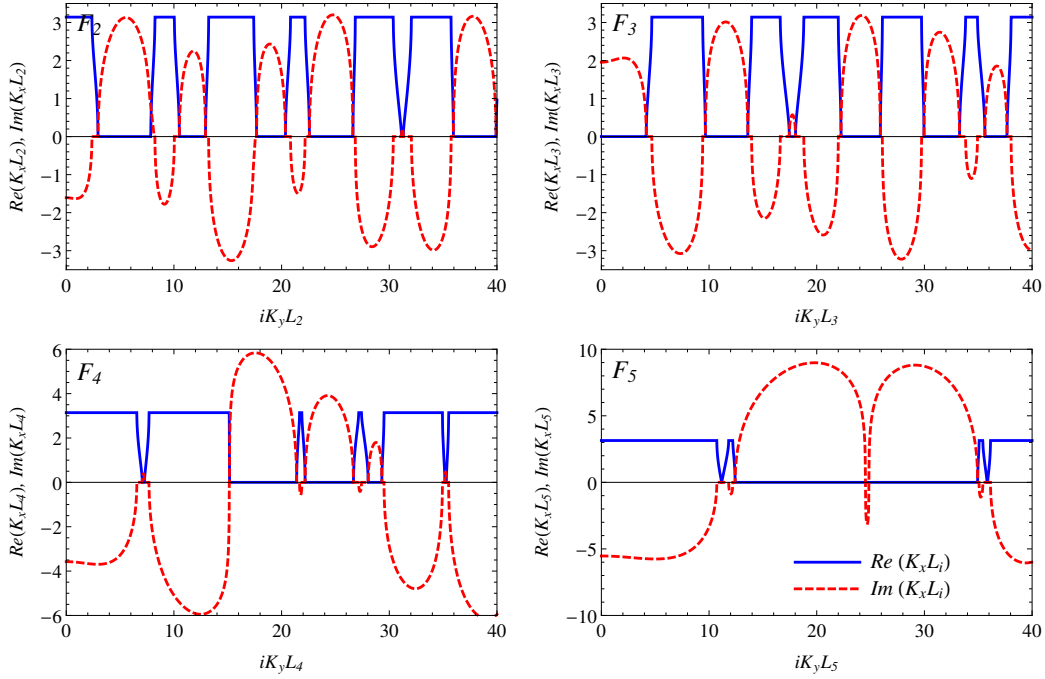 F2
Re(KxL2), Im(KxL2)
3
2
1
0
−1
−2
−3
0 10 20 30 40
iKyL2
F3
Re(KxL3), Im(KxL3)
3
2
1
0
−1
−2
−3
0 10 20 30 40
iKyL3
F4
Re(KxL4), Im(KxL4)
6
4
2
0
−2
−4
−6
0 10 20 30 40
iKyL4
F5
Re(KxL5), Im(KxL5)
10
5
0
−5
−10
0 10 20 30 40
iKyL5
Re (KxLi)
Im (KxLi)